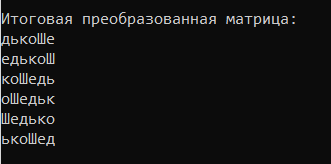 Итоговая преобразованная матрица:
дькоШе
едькоШ
коШедь
оШедьк
Шедько
ькоШед